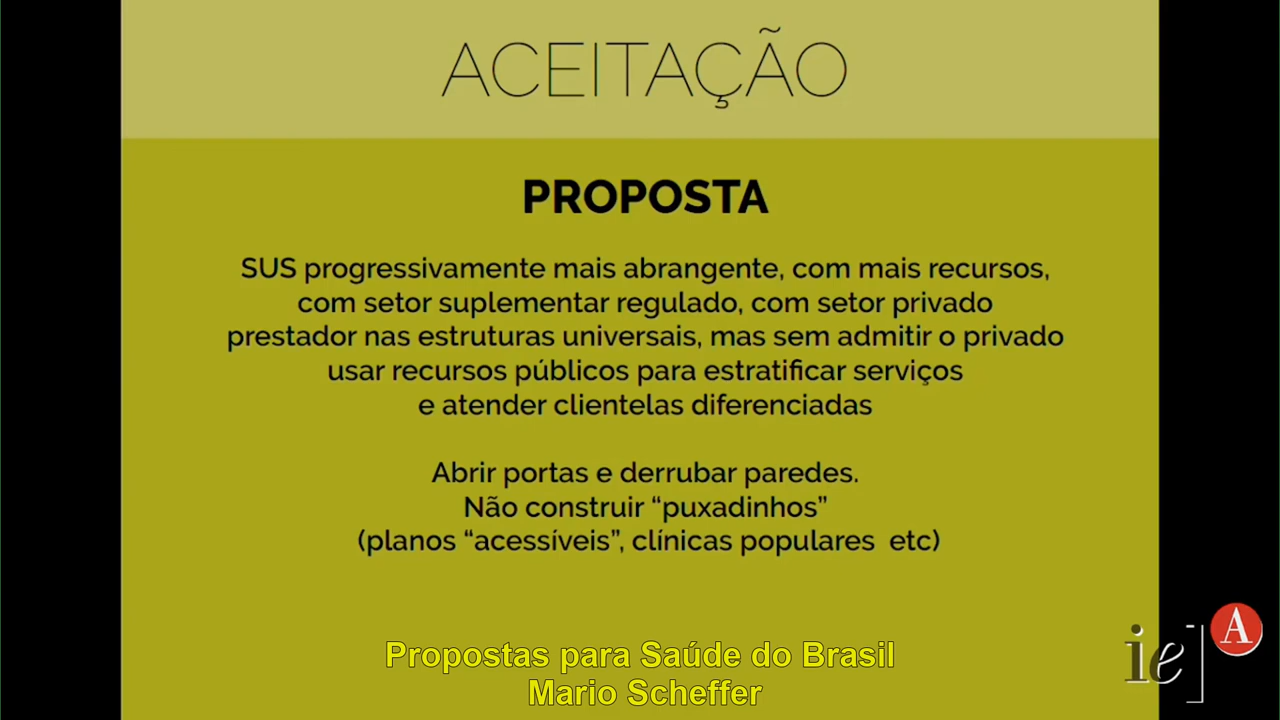 ACEITAÇÃO
PROPOSTA
SUS progressivamente mais abrangente, com mais recursos,
com setor suplementar regulado, com setor privado
prestador nas estruturas universais, mas sem admitir o privado
usar recursos públicos para estratificar serviços
e atender clientelas diferenciadas
Abrir portas e derrubar paredes.
Não construir “puxadinhos”
(planos “acessíveis”, clínicas populares  etc)
Propostas para Saúde do Brasil
Mario Scheffer
ie]A